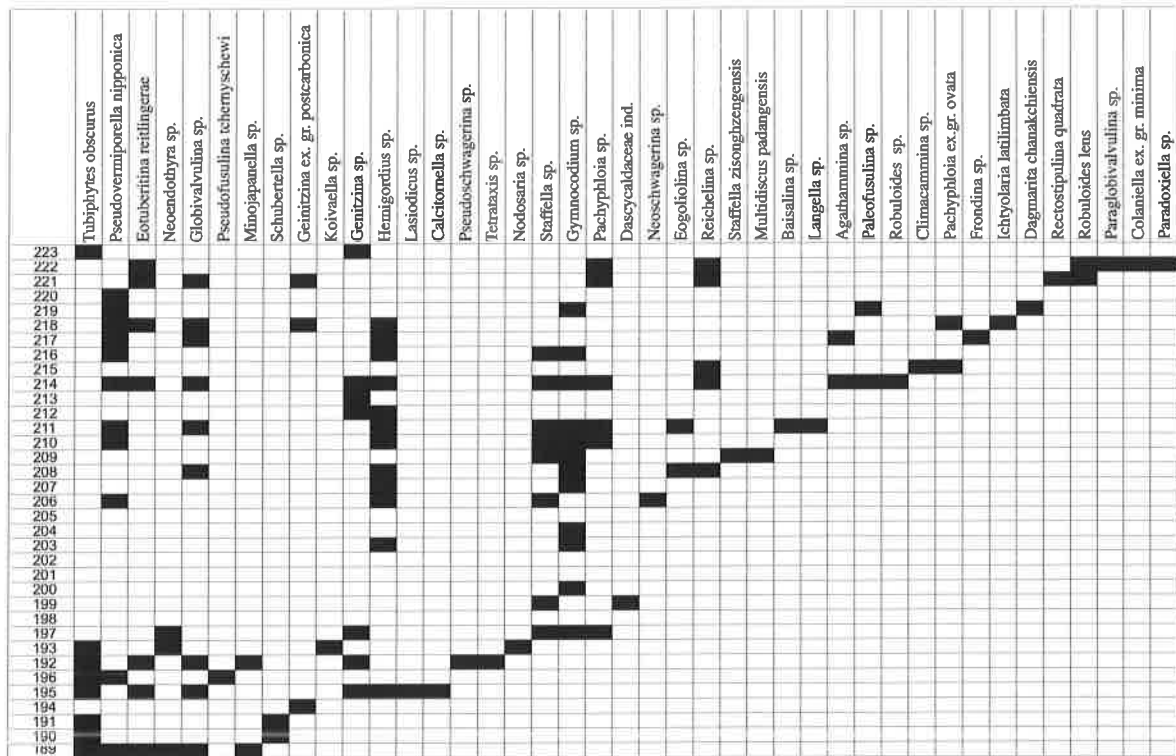 Tubiphytes obscurus
Pseudovermiporella nipponica
Eotuberitina reitlingerae
Neoendothyra sp.
Globivalvulina sp.
Pseudofusulina tchernyschewi
Minojapanella sp.
Schubertella sp.
Geinitzina ex. gr. postcarbonica
Koivaella sp.
Genitzina sp.
Hemigordius sp.
Lasiodicus sp.
Calcitornella sp.
Pseudoschwagerina sp.
Tetrataxis sp.
Nodosaria sp.
Staffella sp.
Gymnocodium sp.
Pachyphloia sp.
Dascycaldaceae ind.
Neoschwagerina sp.
Eogoliolina sp.
Reichelina sp.
Staffella zisonghzengensis
Multidiscus padangensis
Baisalina sp.
Langella sp.
Agathammina sp.
Paleofusulina sp.
Robuloides sp.
Climacammina sp.
Pachyphloia ex.gr. ovata
Frondina sp.
Ichtyolaria latilimbata
Dagmarita chanakchiensis
Rectostipulina quadrata
Robuloides lens
Paraglobivalvulina sp.
Colaniella ex. gr. minima
Paradoxiella sp.
223
222
221
220
219
218
217
216
215
214
213
212
211
210
209
208
207
206
205
204
203
202
201
200
199
198
197
193
192
196
195
194
191
190
189